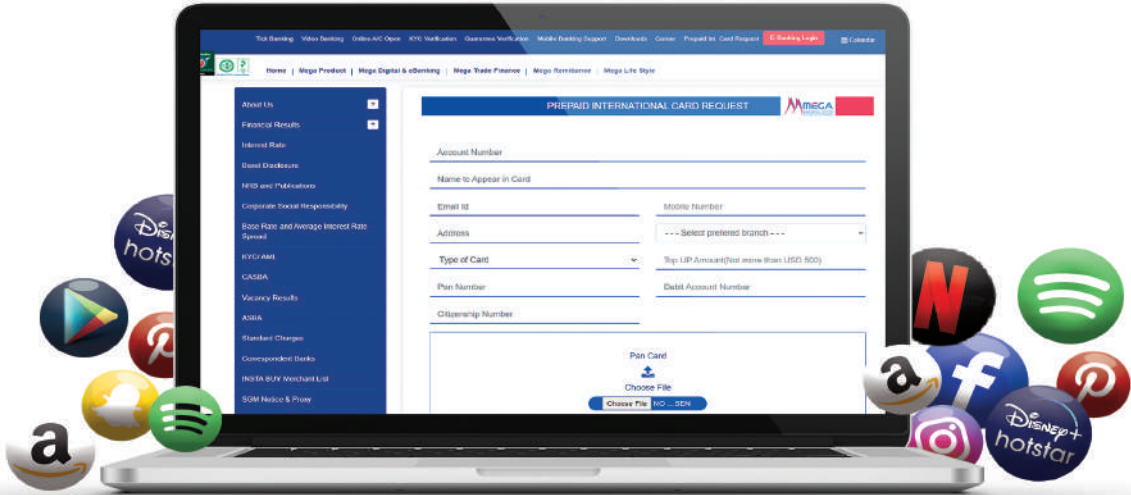 Tick Banking Video Banking Online A/C Open KYC Verification Guarantee Verification Mobile Banking Support Downloads Career Prepaid Int. Card Request E-Banking Login Calendar
Home | Mega Product | Mega Digital & eBanking | Mega Trade Finance | Mega Remittance | Mega Life Style
About Us +
Financial Results +
Interest Rate
Basel Disclosure
NRB and Publications
Corporate Social Responsibility
Base Rate and Average Interest Rate
Spread
KYC/ AML
CASBA
Vacancy Results
ASBA
Standard Charges
Correspondent Banks
INSTA BUY Merchant List
SGM Notice & Proxy
PREPAID INTERNATIONAL CARD REQUEST
MEGA
Account Number
Name to Appear in Card
Email Id
Mobile Number
Address
- - - Select prefered branch - - -
Type of Card
Top UP Amount(Not more than USD 500)
Pan Number
Debit Account Number
Citizenship Number
Pan Card
Choose File
Choose File NO ... SEN
Disn
hots
a
N
a
f
Disney+
hotstar